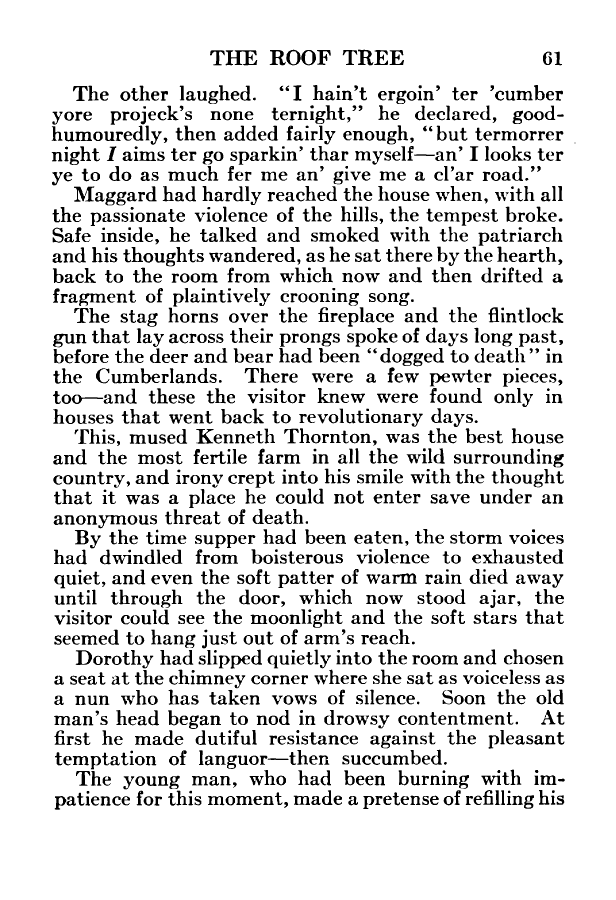 THE ROOF TREE 61
The other laughed. "I hain't ergoin' ter 'cumber
yore projeck's none ternight," he declared, good-
humouredly, then added fairly enough, "but termorrer
night I aims ter go sparkin' thar myself—an' I looks ter
ye to do as much fer me an' give me a cl'ar road."
Maggard had hardly reached the house when, with all
the passionate violence of the hills, the tempest broke.
Safe inside, he talked and smoked with the patriarch
and his thoughts wandered, as he sat there by the hearth,
back to the room from which now and then drifted a
fragment of plaintively crooning song.
The stag horns over the fireplace and the flintlock
gun that lay across their prongs spoke of days long past,
before the deer and bear had been "dogged to death" in
the Cumberlands. There were a few pewter pieces,
too—and these the visitor knew were found only in
houses that went back to revolutionary days.
This, mused Kenneth Thornton, was the best house
and the most fertile farm in all the wild surrounding
country, and irony crept into his smile with the thought
that it was a place he could not enter save under an
anonymous threat of death.
By the time supper had been eaten, the storm voices
had dwindled from boisterous violence to exhausted
quiet, and even the soft patter of warm rain died away
until through the door, which now stood ajar, the
visitor could see the moonlight and the soft stars that
seemed to hang just out of arm's reach.
Dorothy had slipped quietly into the room and chosen
a seat at the chimney corner where she sat as voiceless as
a nun who has taken vows of silence. Soon the old
man's head began to nod in drowsy contentment. At
first he made dutiful resistance against the pleasant
temptation of languor—then succumbed.
The young man, who had been burning with im-
patience for this moment, made a pretense of refilling his